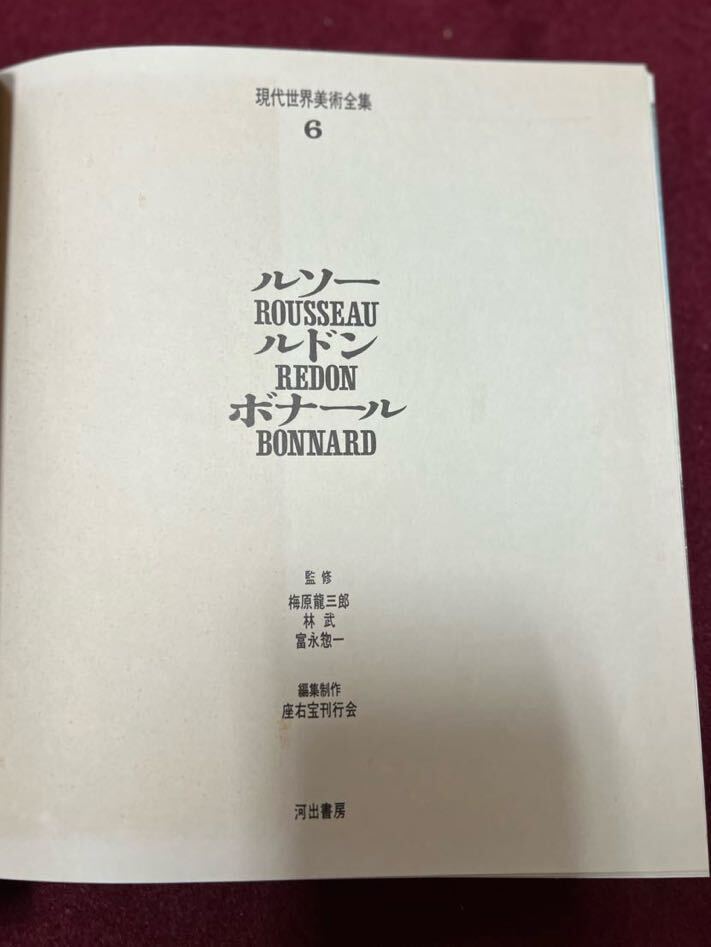 現代世界美術全集
6
ルソー
ROUSSEAU
ルドン
REDON
ボナール
BONNARD
監修
梅原龍三郎
林 武
富永惣一
編集制作
座右宝刊行会
河出書房